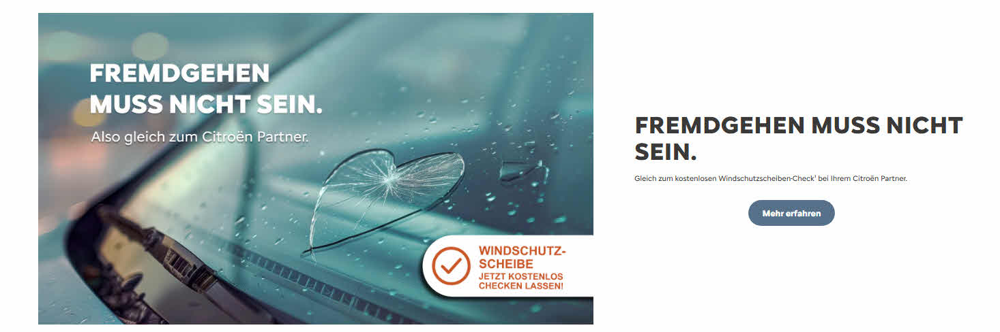 FREMDGEHEN
MUSS NICHT SEIN.
Also gleich zum Citroën Partner.
WINDSCHUTZ-
SCHEIBE
JETZT KOSTENLOS
CHECKEN LASSEN!
FREMDGEHEN MUSS NICHT
SEIN.
Gleich zum kostenlosen Windschutzscheiben-Check¹ bei Ihrem Citroën Partner.
Mehr erfahren